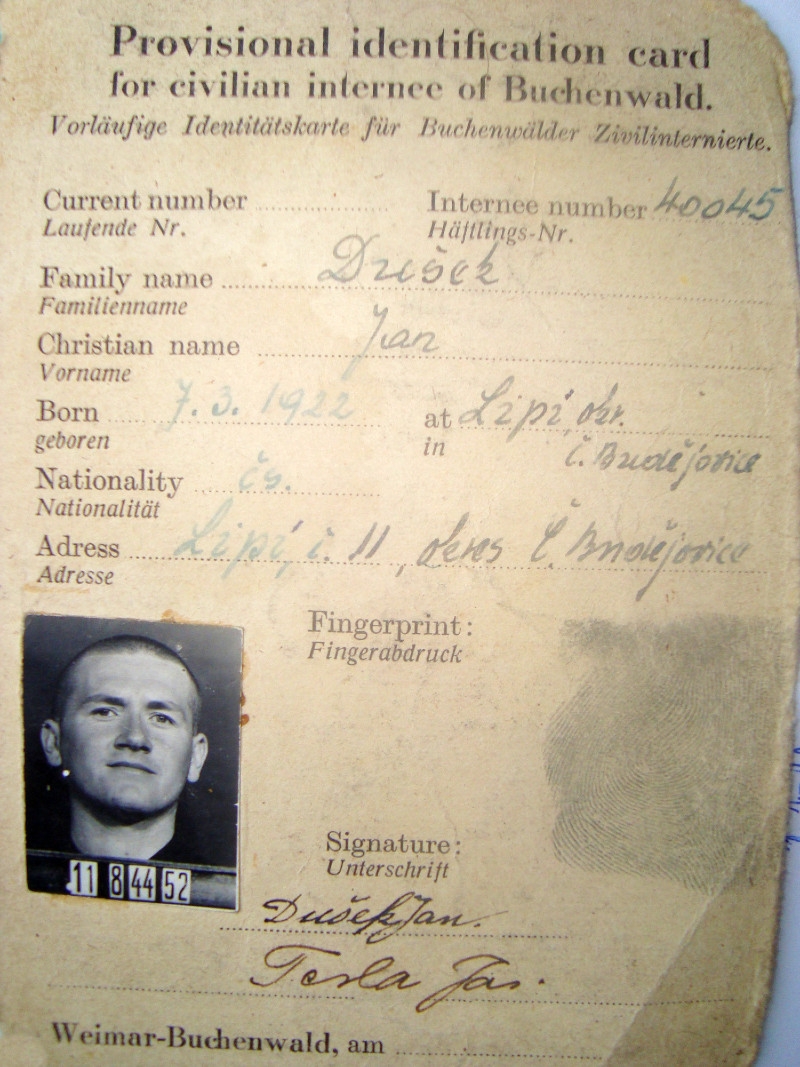 Provisional identification card
for civilian internee of Buchenwald.
Vorläufige Identitätskarte für Buchenwälder Zivilinternierte.
Current number
Laufende Nr.
Internee number 40045
Häftlings-Nr.
Family name Dušek
Familienname
Christian name Jan
Vorname
Born 7.3.1922 at Lipí, okr.
geboren in č. Budějovice
Nationality čs.
Nationalität
Adress Lipí, č. 11, okres Č. Budějovice
Adresse
Fingerprint:
Fingerabdruck
11 8 44 52
Signature:
Unterschrift
Dušek Jan.
Weimar-Buchenwald, am